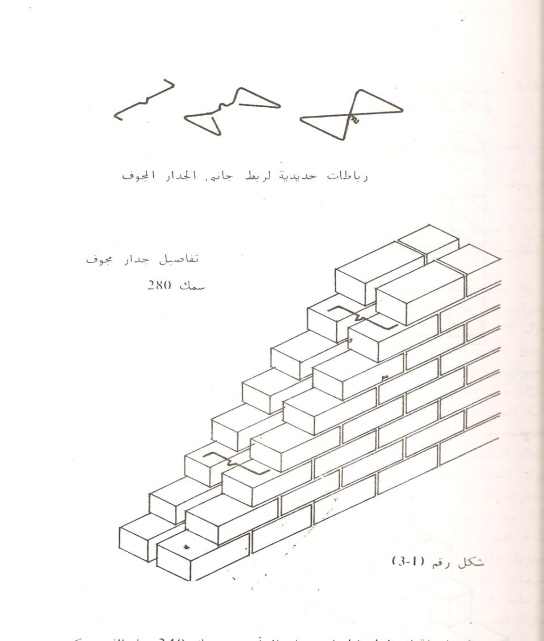 رباطات حديدية لربط جانبي الجدار المجوف
تفاصيل جدار مجوف
سمك 280
شكل رقم (1-3)